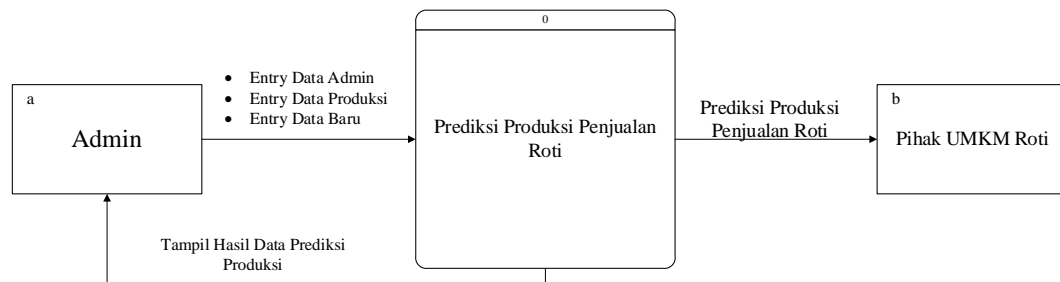 0
a
Admin
• Entry Data Admin
• Entry Data Produksi
• Entry Data Baru
Prediksi Produksi Penjualan
Roti
Prediksi Produksi
Penjualan Roti
b
Pihak UMKM Roti
Tampil Hasil Data Prediksi
Produksi